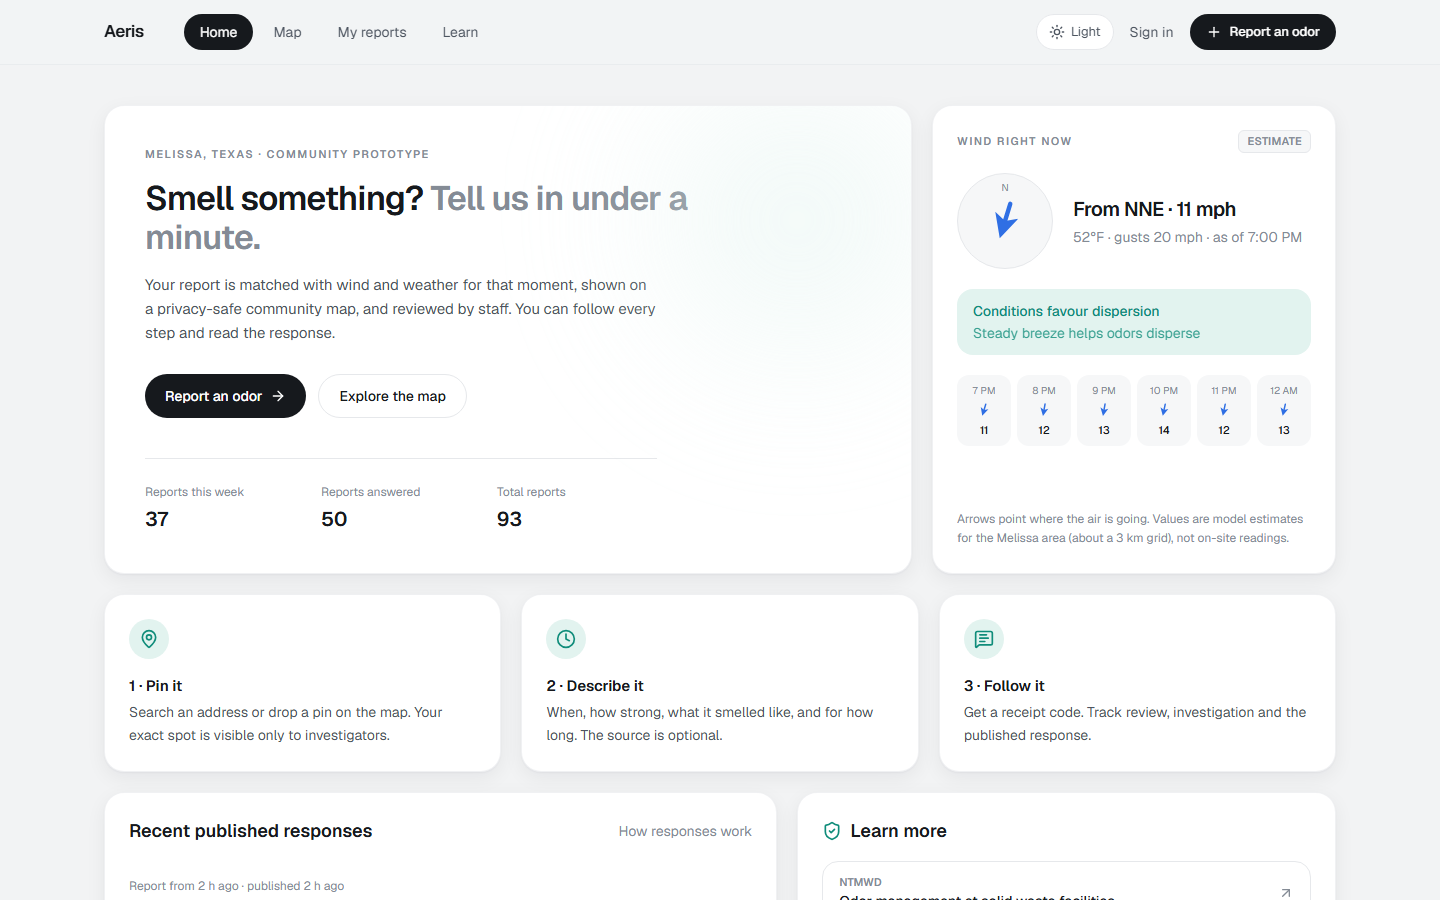 Aeris
Home
Map
My reports
Learn
Light
Sign in
Report an odor
MELISSA, TEXAS · COMMUNITY PROTOTYPE
Smell something? Tell us in under a
minute.
Your report is matched with wind and weather for that moment, shown on
a privacy-safe community map, and reviewed by staff. You can follow every
step and read the response.
Report an odor
Explore the map
Reports this week
37
Reports answered
50
Total reports
93
WIND RIGHT NOW
ESTIMATE
N
From NNE · 11 mph
52°F · gusts 20 mph · as of 7:00 PM
Conditions favour dispersion
Steady breeze helps odors disperse
7 PM
11
8 PM
12
9 PM
13
10 PM
14
11 PM
12
12 AM
13
Arrows point where the air is going. Values are model estimates
for the Melissa area (about a 3 km grid), not on-site readings.
1 · Pin it
Search an address or drop a pin on the map. Your
exact spot is visible only to investigators.
2 · Describe it
When, how strong, what it smelled like, and for how
long. The source is optional.
3 · Follow it
Get a receipt code. Track review, investigation and the
published response.
Recent published responses
How responses work
Report from 2 h ago · published 2 h ago
Learn more
NTMWD
Odor management at solid waste facilities